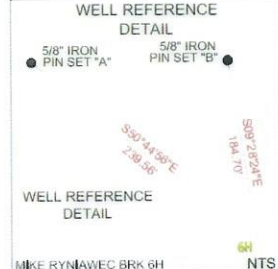 WELL REFERENCE
DETAIL
5/8" IRON
PIN SET "A"
5/8" IRON
PIN SET "B"
S50°44'56"E
239.56'
S09°28'24"E
184.70'
WELL REFERENCE
DETAIL
6H
MIKE RYNIAWEC BRK 6H
NTS